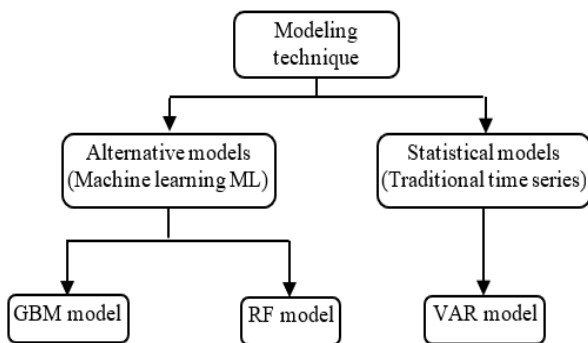 Modeling
technique
Alternative models
(Machine learning ML)
Statistical models
(Traditional time series)
GBM model
RF model
VAR model